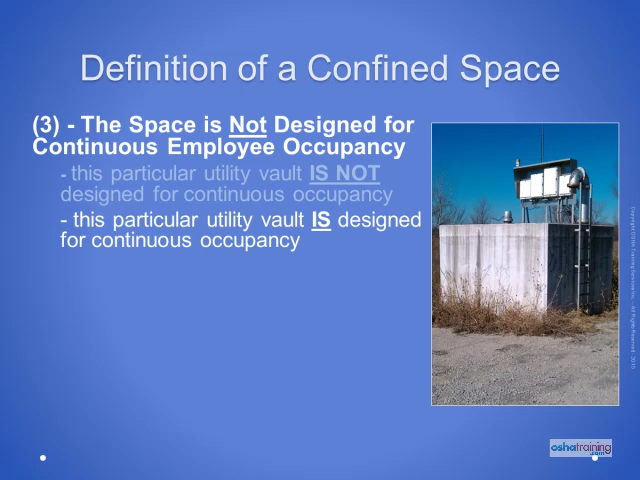 Definition of a Confined Space
(3) - The Space is Not Designed for
Continuous Employee Occupancy
- this particular utility vault IS NOT
designed for continuous occupancy
- this particular utility vault IS designed
for continuous occupancy
oshatraining
.com